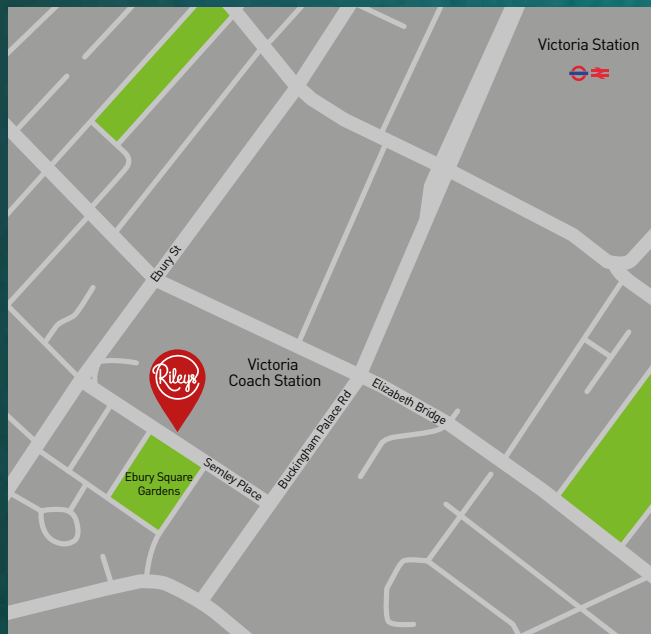 Victoria Station
Ebury St
Rileys
Victoria
Coach Station
Elizabeth Bridge
Buckingham Palace Rd
Semley Place
Ebury Square
Gardens